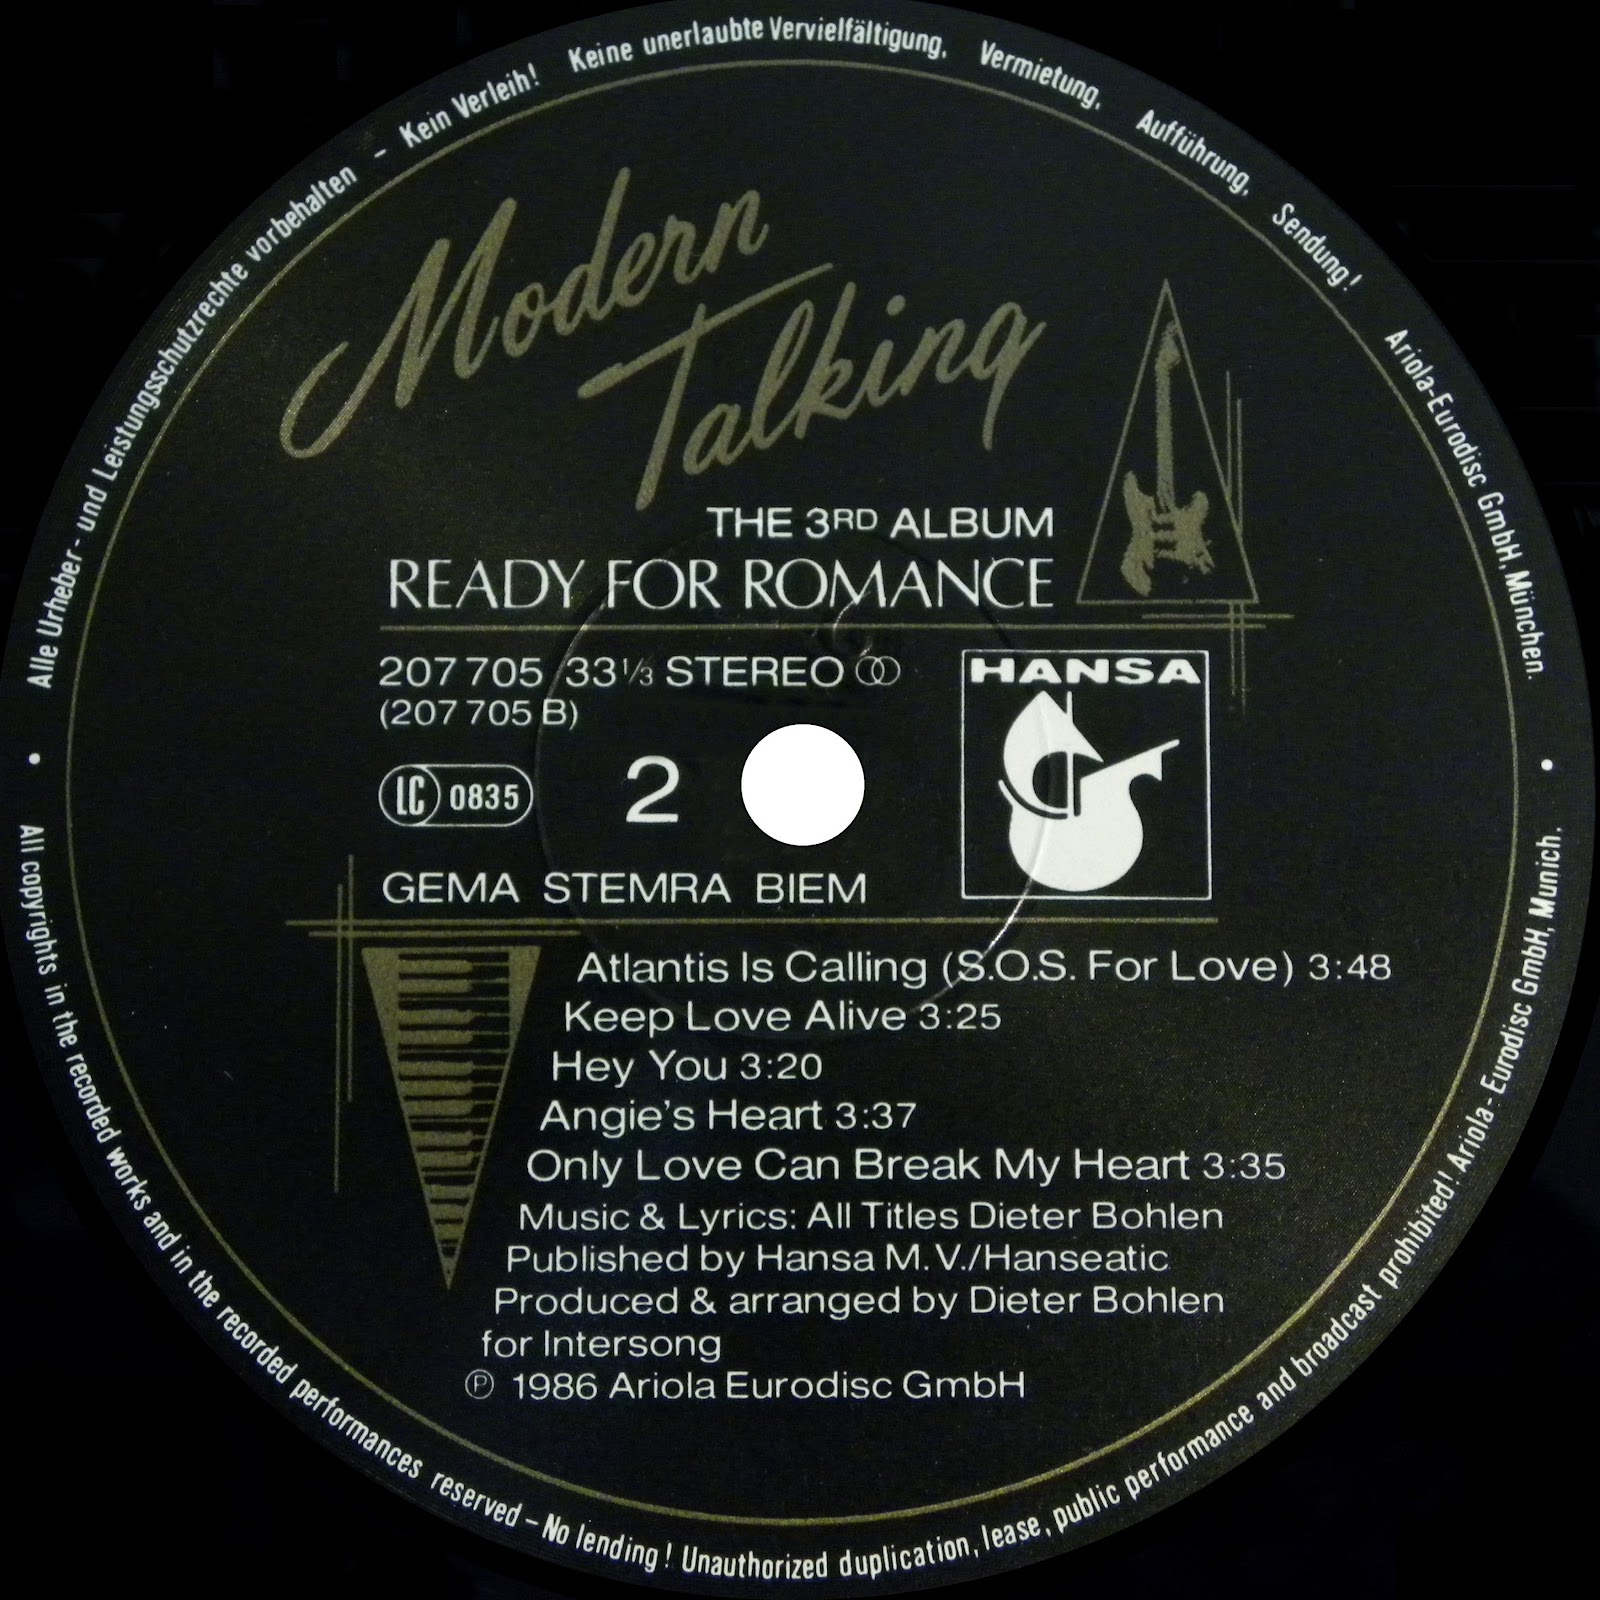 Alle Urheber- und Leistungsschutzrechte vorbehalten – Kein Verleih! Keine unerlaubte Vervielfältigung, Vermietung, Aufführung, Sendung! Ariola-Eurodisc GmbH, München.
Modern
Talking
THE 3RD ALBUM
READY FOR ROMANCE
207 705 33 1/3 STEREO
(207 705 B)
HANSA
LC 0835
2
GEMA STEMRA BIEM
Atlantis Is Calling (S.O.S. For Love) 3:48
Keep Love Alive 3:25
Hey You 3:20
Angie's Heart 3:37
Only Love Can Break My Heart 3:35
Music & Lyrics: All Titles Dieter Bohlen
Published by Hansa M.V./Hanseatic
Produced & arranged by Dieter Bohlen
for Intersong
℗ 1986 Ariola Eurodisc GmbH
• All copyrights in the recorded works and in the recorded performances reserved – No lending! Unauthorized duplication, lease, public performance and broadcast prohibited! Ariola-Eurodisc GmbH, Munich. •